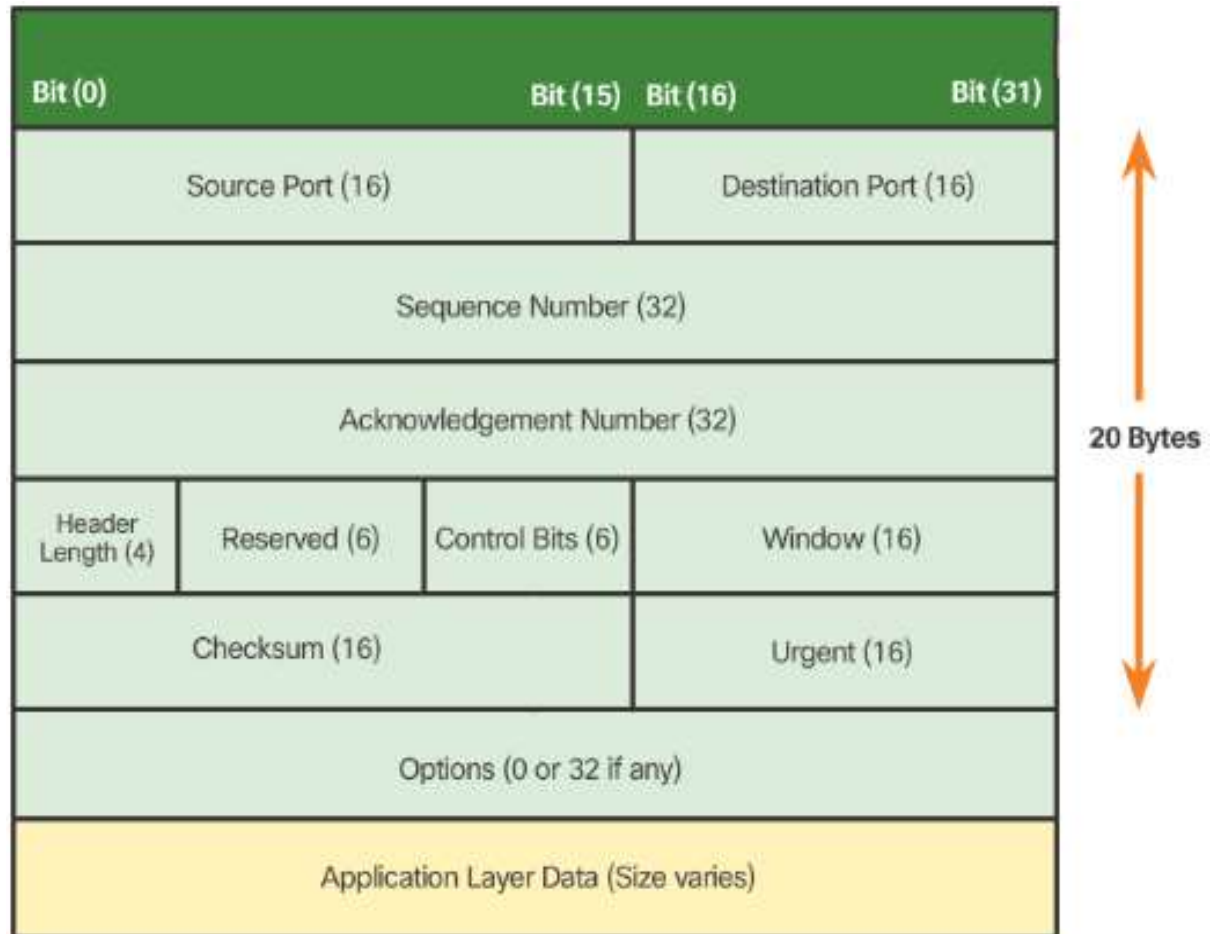 Bit (0) Bit (15) Bit (16) Bit (31)
Source Port (16) Destination Port (16)
Sequence Number (32)
Acknowledgement Number (32)
20 Bytes
Header
Length (4) Reserved (6) Control Bits (6) Window (16)
Checksum (16) Urgent (16)
Options (0 or 32 if any)
Application Layer Data (Size varies)